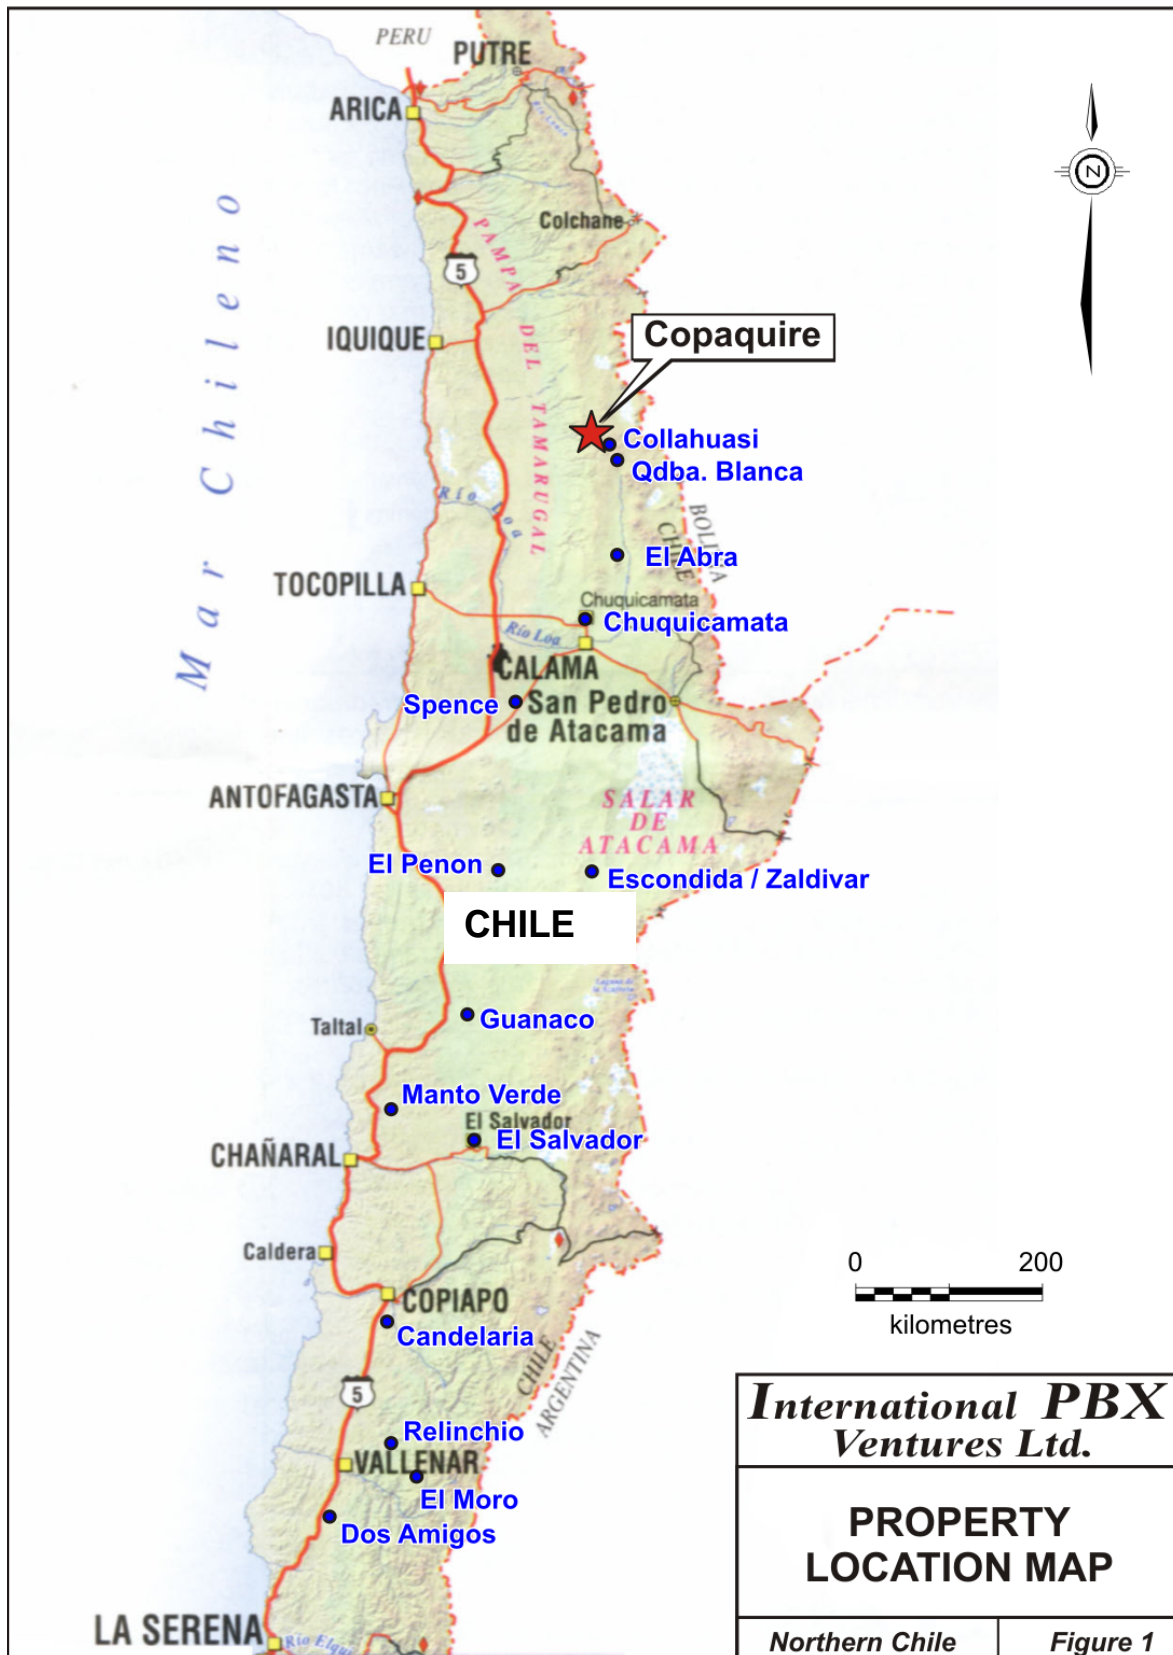 PERU
PUTRE
ARICA
Colchane
Mar Chileno
5
PAMPA DEL TAMARUGAL
IQUIQUE
Copaquire
Collahuasi
Qdba. Blanca
Río Loa
BOLIVIA
CHILE
El Abra
TOCOPILLA
Chuquicamata
Chuquicamata
Río Loa
CALAMA
Spence
San Pedro
de Atacama
ANTOFAGASTA
SALAR
DE
ATACAMA
El Penon
Escondida / Zaldivar
CHILE
Guanaco
Taltal
Manto Verde
El Salvador
El Salvador
CHAÑARAL
Caldera
0 200
kilometres
COPIAPO
Candelaria
CHILE
ARGENTINA
5
Relinchio
VALLENAR
El Moro
Dos Amigos
LA SERENA
Río Elqui
International PBX
Ventures Ltd.
PROPERTY
LOCATION MAP
Northern Chile
Figure 1
N